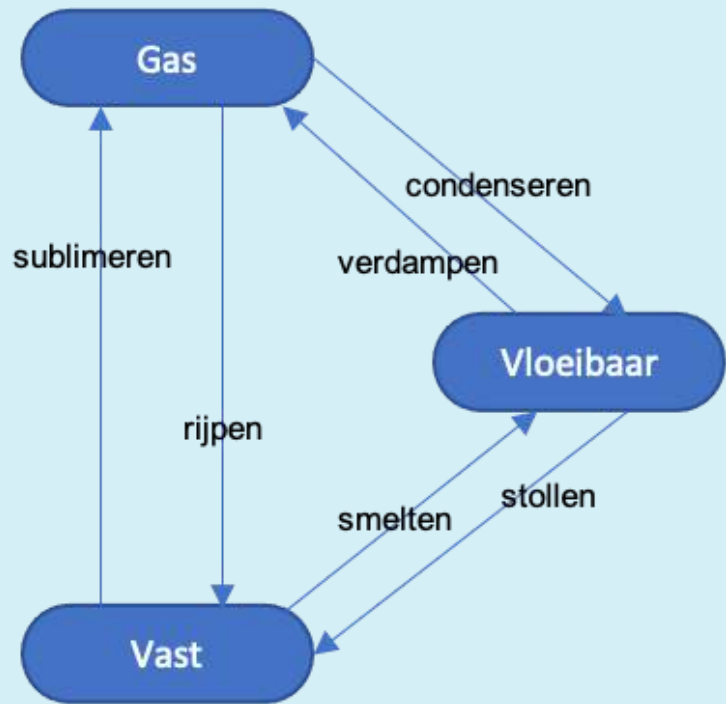 Gas
condenseren
sublimeren
verdampen
Vloeibaar
rijpen
stollen
smelten
Vast